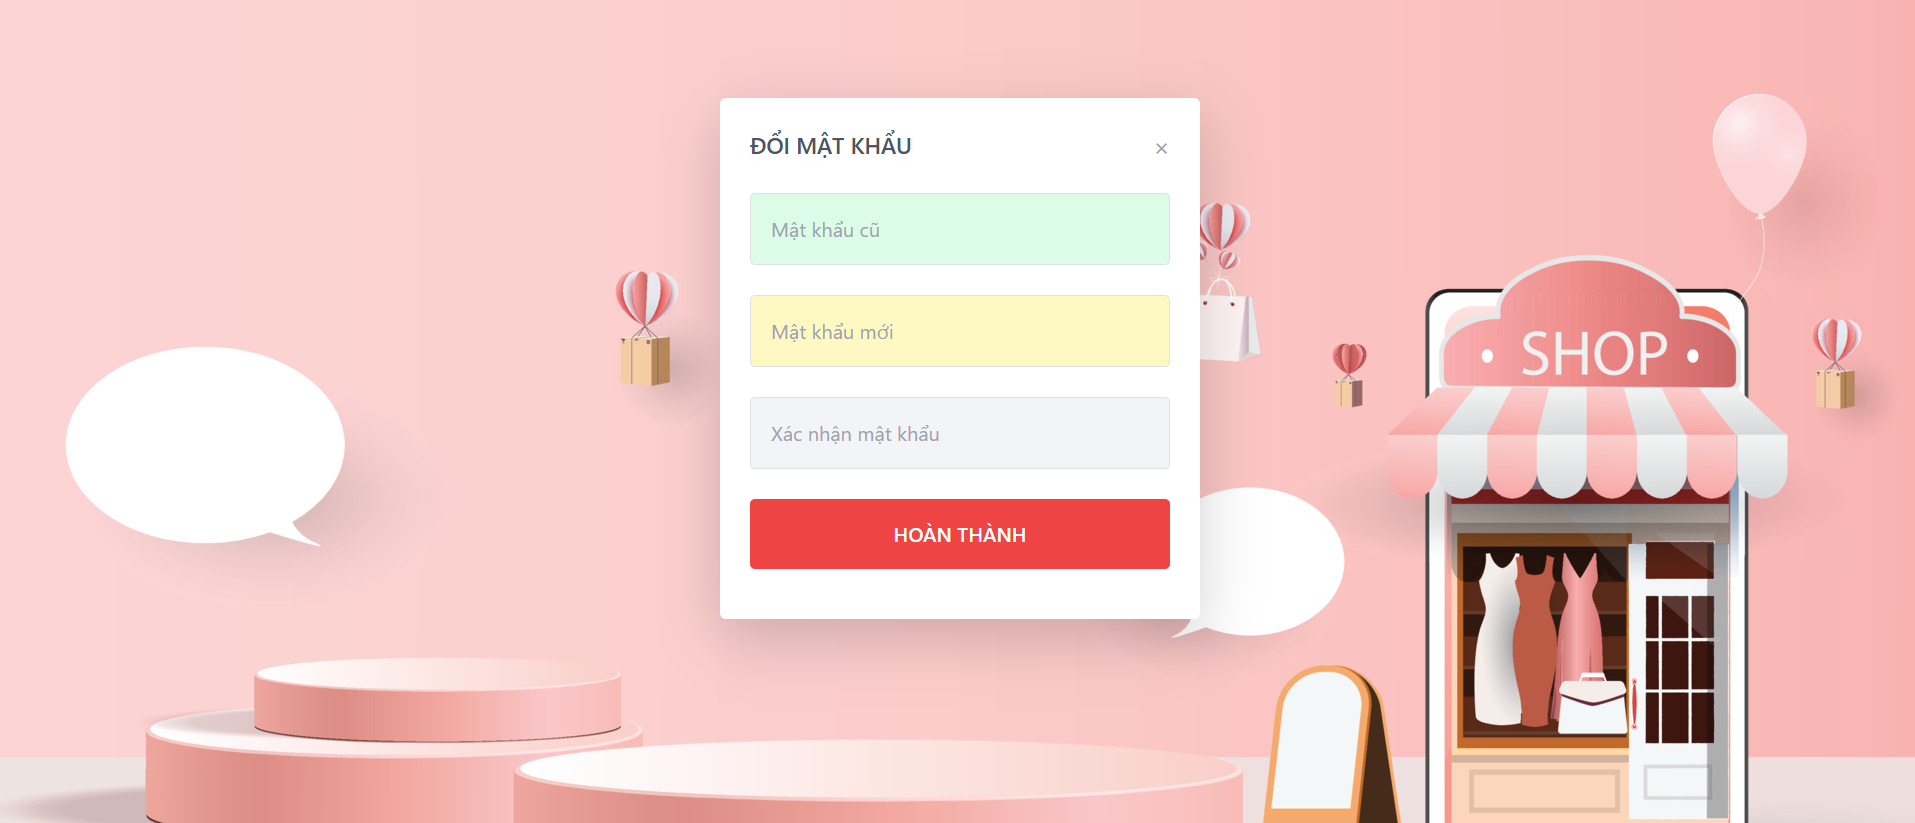 ĐỔI MẬT KHẨU
×
Mật khẩu cũ
Mật khẩu mới
Xác nhận mật khẩu
HOÀN THÀNH
SHOP